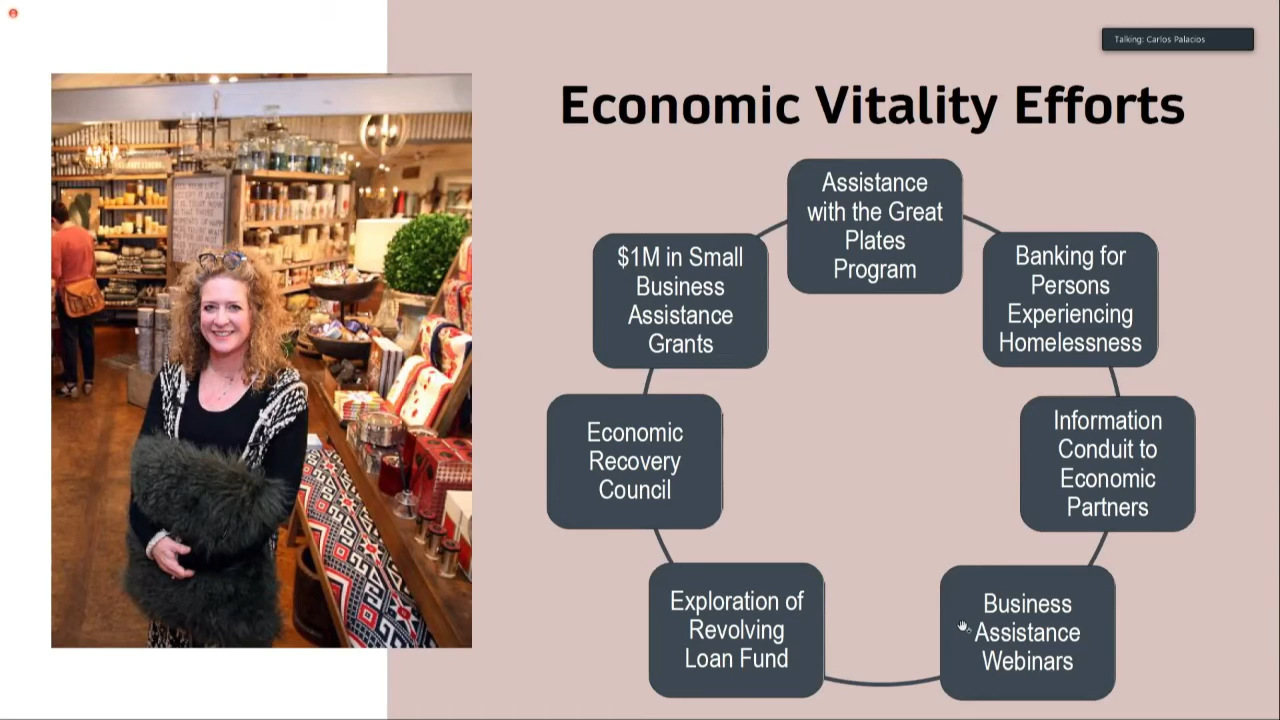 Talking: Carlos Palacios
Economic Vitality Efforts
Assistance
with the Great
Plates
Program
Banking for
Persons
Experiencing
Homelessness
Information
Conduit to
Economic
Partners
Business
Assistance
Webinars
Exploration of
Revolving
Loan Fund
Economic
Recovery
Council
$1M in Small
Business
Assistance
Grants